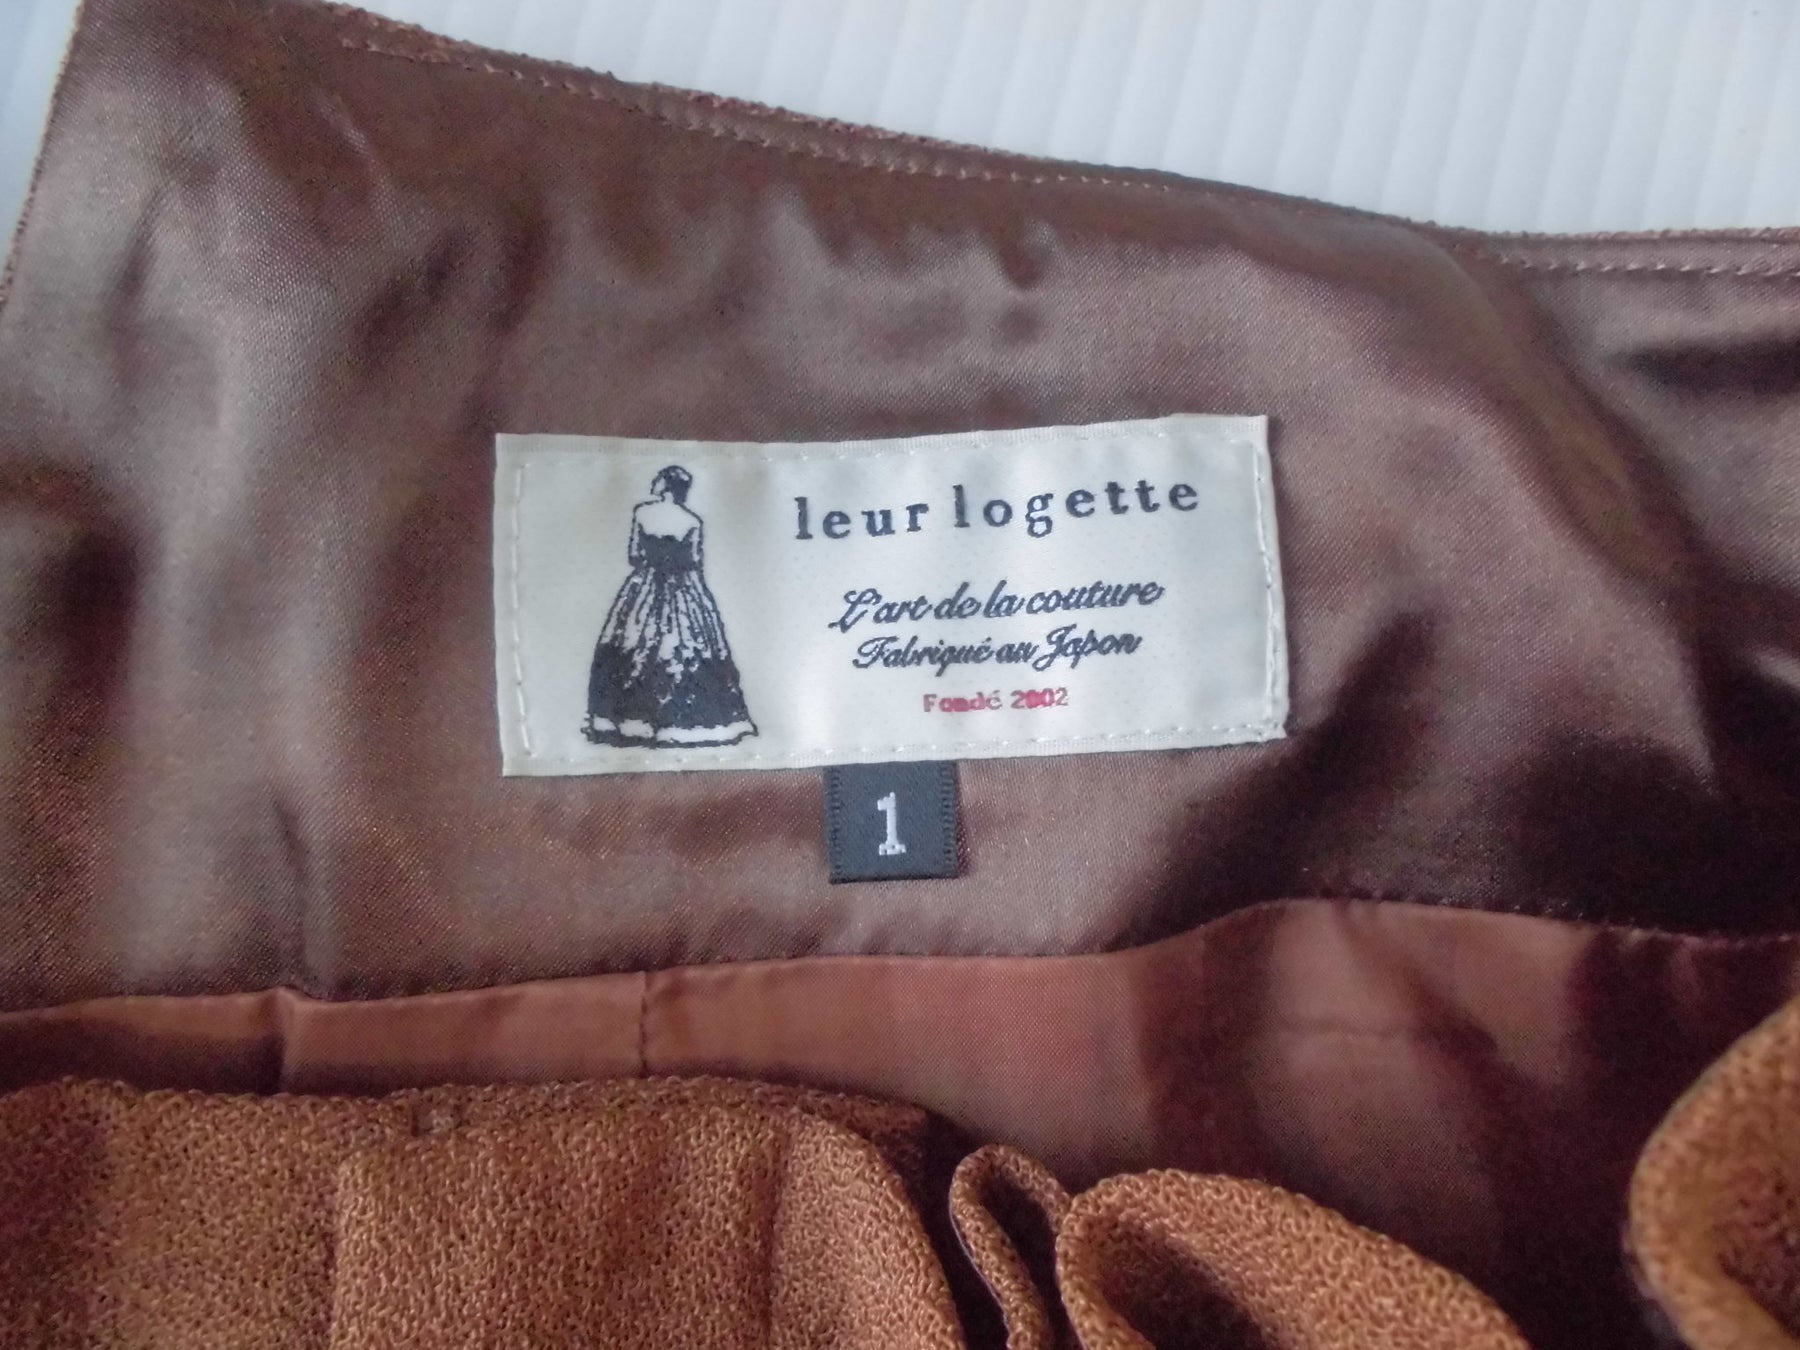 leur logette
L'art de la couture
Fabriqué au Japon
Fondé 2002
1